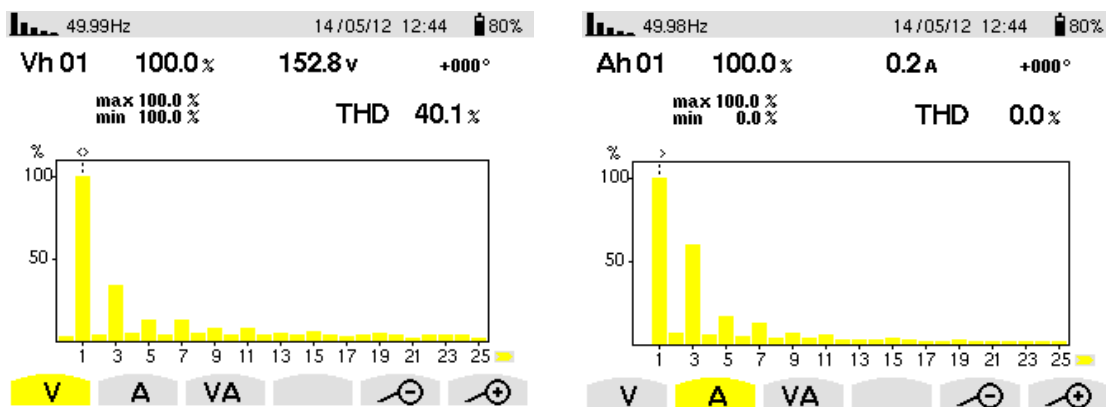 49.99Hz 14/05/12 12:44 80%
Vh 01 100.0 % 152.8 V +000°
max 100.0 %
min 100.0 %
THD 40.1 %
% <>
100
50
1 3 5 7 9 11 13 15 17 19 21 23 25
V A VA
49.98Hz 14/05/12 12:44 80%
Ah 01 100.0 % 0.2 A +000°
max 100.0 %
min 0.0 %
THD 0.0 %
% >
100
50
1 3 5 7 9 11 13 15 17 19 21 23 25
V A VA